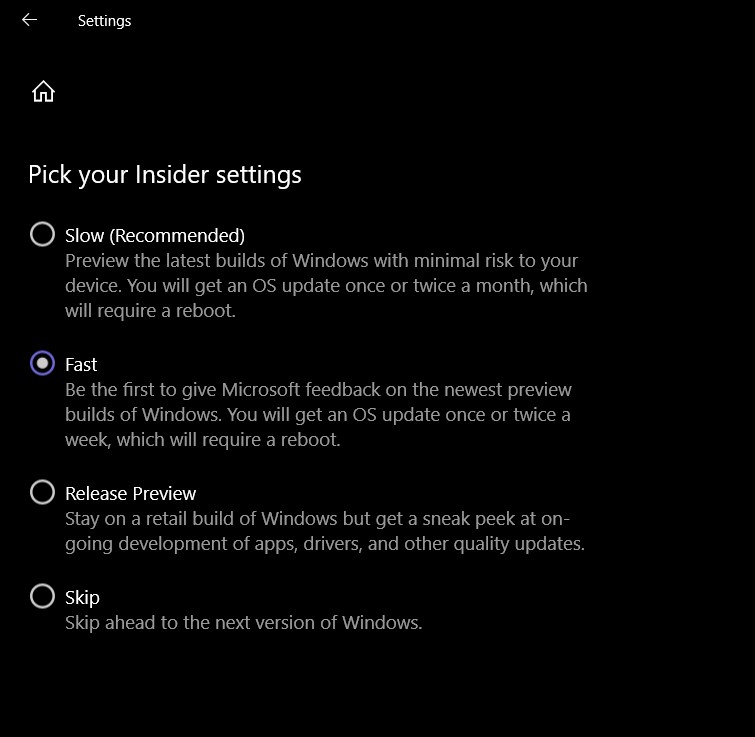 Settings
Pick your Insider settings
Slow (Recommended)
Preview the latest builds of Windows with minimal risk to your
device. You will get an OS update once or twice a month, which
will require a reboot.
Fast
Be the first to give Microsoft feedback on the newest preview
builds of Windows. You will get an OS update once or twice a
week, which will require a reboot.
Release Preview
Stay on a retail build of Windows but get a sneak peek at on-
going development of apps, drivers, and other quality updates.
Skip
Skip ahead to the next version of Windows.